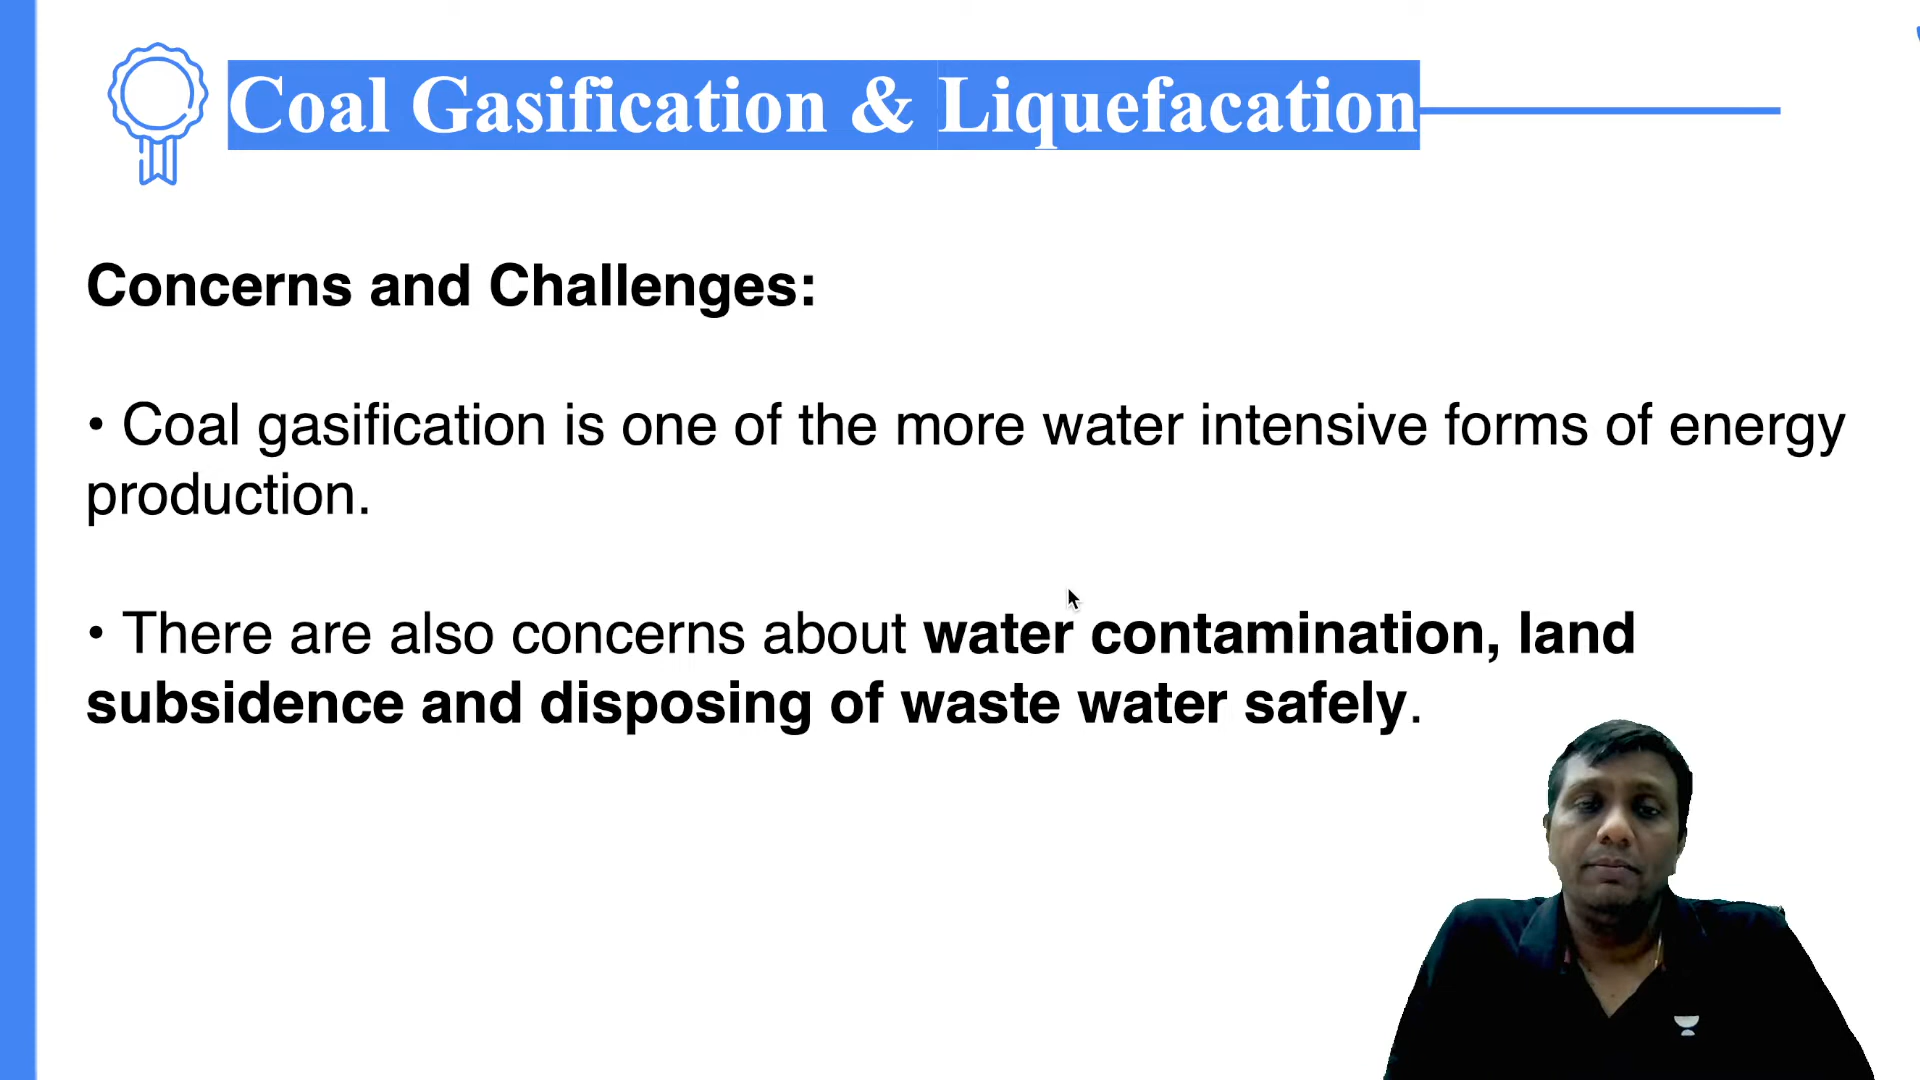 Coal Gasification & Liquefacation
Concerns and Challenges:
• Coal gasification is one of the more water intensive forms of energy
production.
• There are also concerns about water contamination, land
subsidence and disposing of waste water safely.